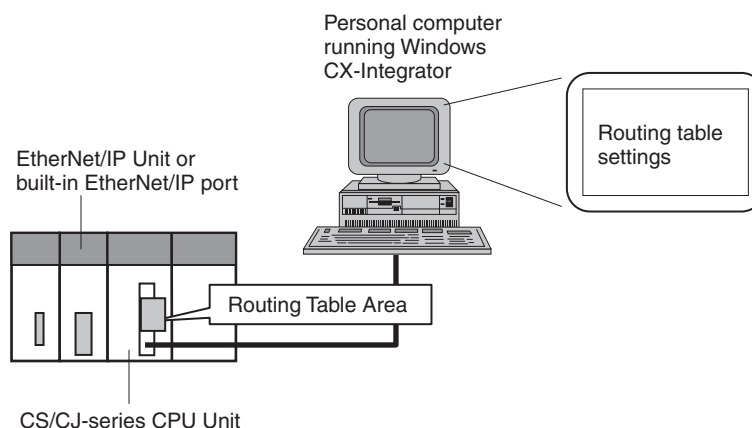 Personal computer
running Windows
CX-Integrator
Routing table
settings
EtherNet/IP Unit or
built-in EtherNet/IP port
Routing Table Area
CS/CJ-series CPU Unit